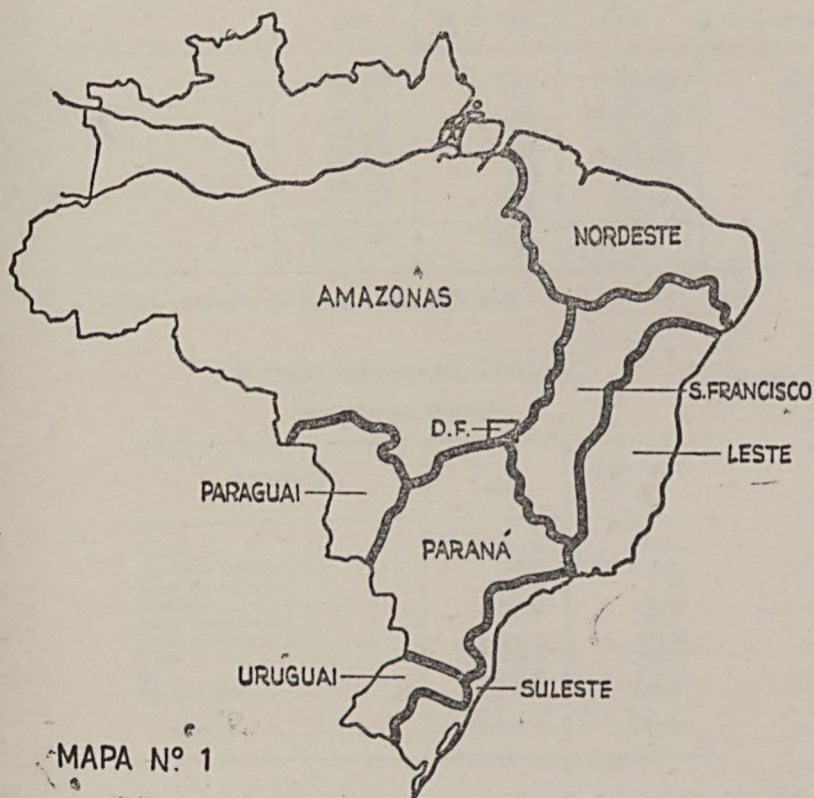 NORDESTE
AMAZONAS
S.FRANCISCO
D.F.
LESTE
PARAGUAI
PARANÁ
URUGUAI
SULESTE
MAPA Nº 1